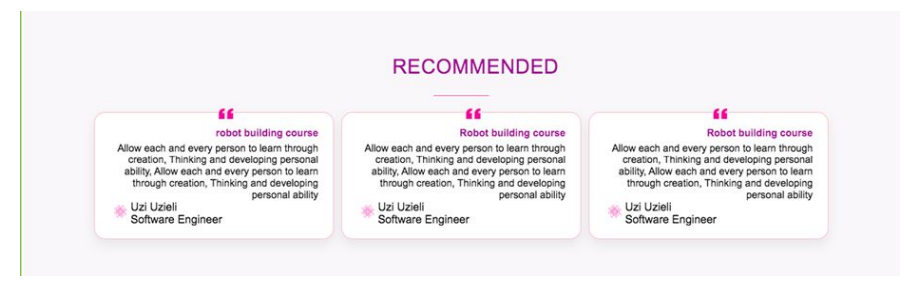 RECOMMENDED
robot building course
Allow each and every person to learn through
creation, Thinking and developing personal
ability, Allow each and every person to learn
through creation, Thinking and developing
personal ability
Uzi Uzieli
Software Engineer
Robot building course
Allow each and every person to learn through
creation, Thinking and developing personal
ability, Allow each and every person to learn
through creation, Thinking and developing
personal ability
Uzi Uzieli
Software Engineer
Robot building course
Allow each and every person to learn through
creation, Thinking and developing personal
ability, Allow each and every person to learn
through creation, Thinking and developing
personal ability
Uzi Uzieli
Software Engineer